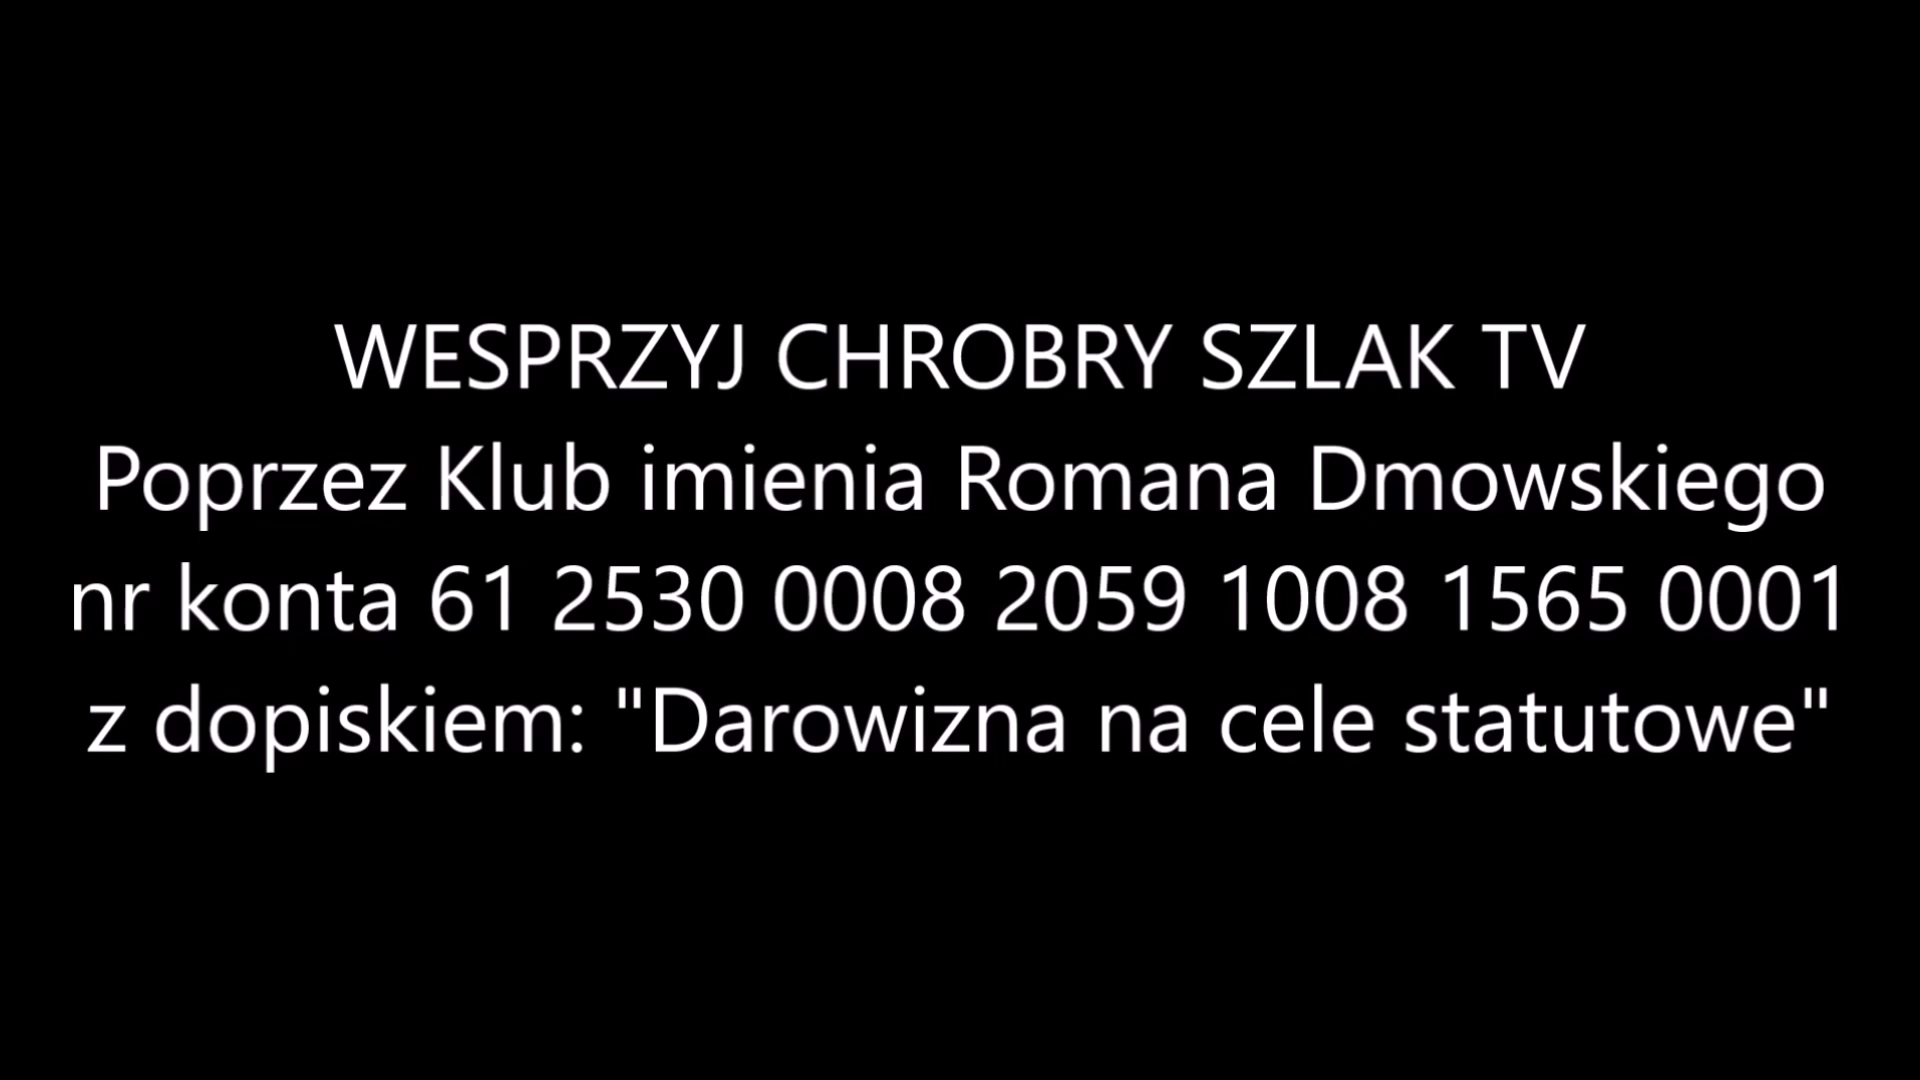 WESPRZYJ CHROBRY SZLAK TV
Poprzez Klub imienia Romana Dmowskiego
nr konta 61 2530 0008 2059 1008 1565 0001
z dopiskiem: "Darowizna na cele statutowe"